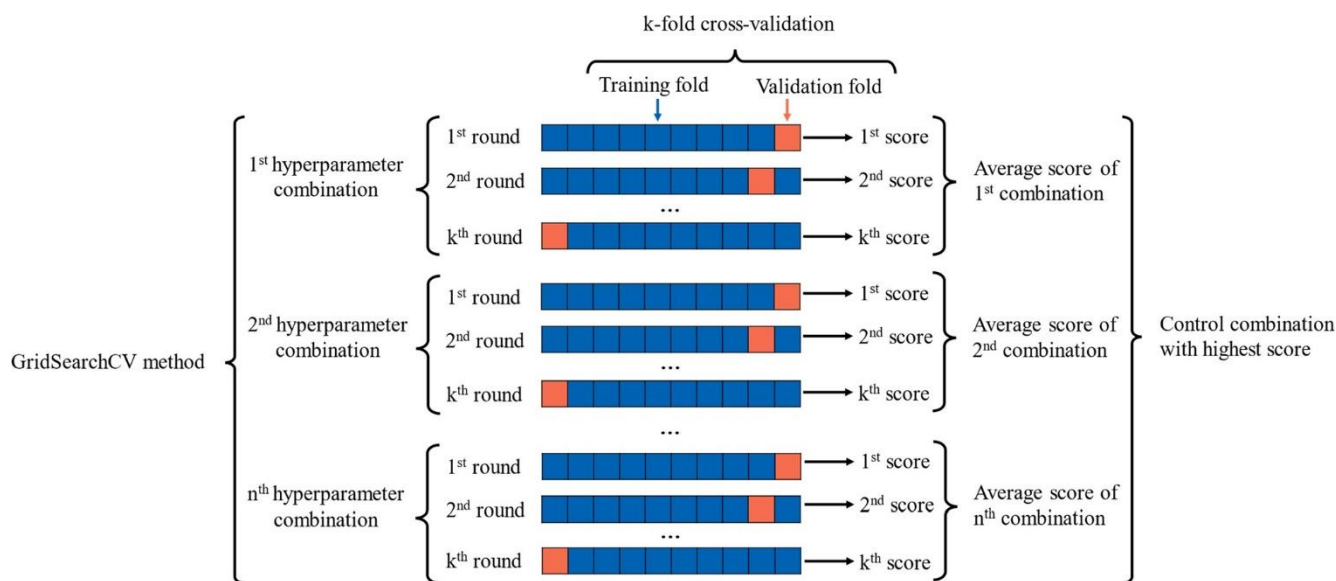 k-fold cross-validation
Training fold
Validation fold
GridSearchCV method
1st hyperparameter
combination
1st round
1st score
2nd round
2nd score
...
kth round
kth score
Average score of
1st combination
2nd hyperparameter
combination
1st round
1st score
2nd round
2nd score
...
kth round
kth score
Average score of
2nd combination
...
nth hyperparameter
combination
1st round
1st score
2nd round
2nd score
...
kth round
kth score
Average score of
nth combination
Control combination
with highest score